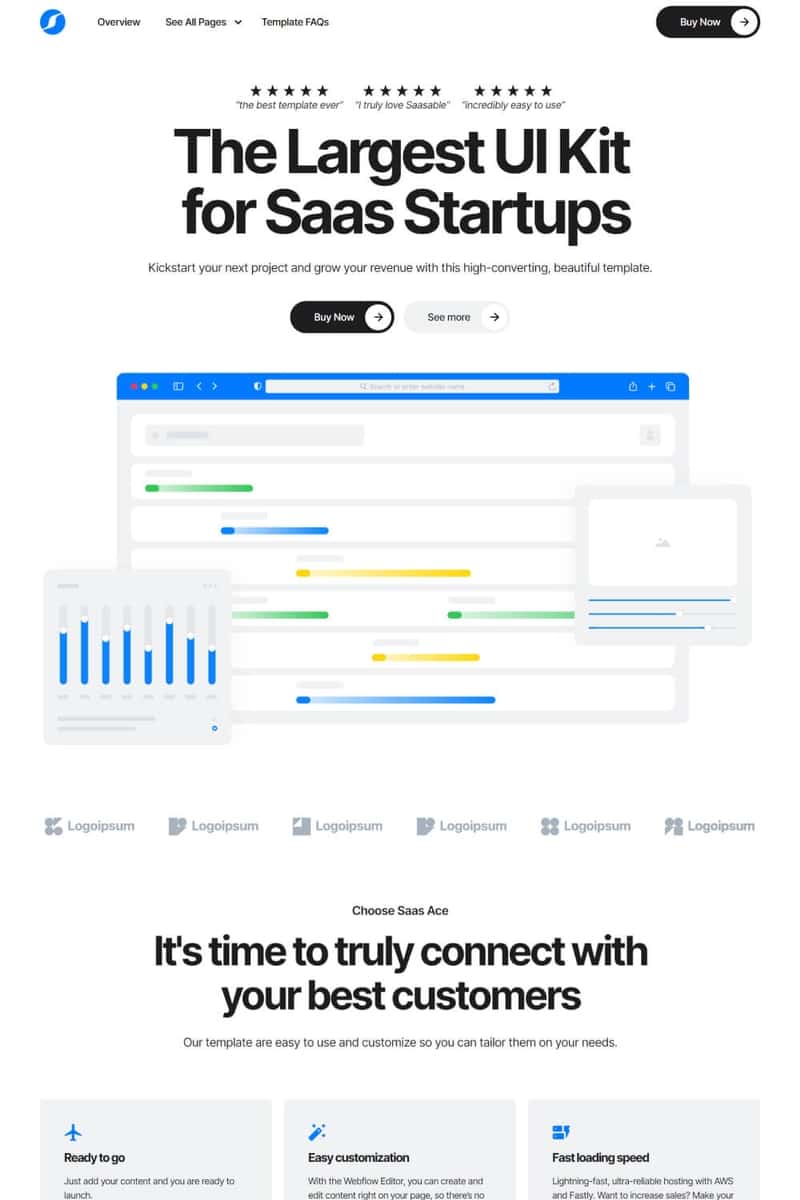 Overview
See All Pages
Template FAQs
Buy Now
"the best template ever"
"I truly love Saasable"
"incredibly easy to use"
The Largest UI Kit
for Saas Startups
Kickstart your next project and grow your revenue with this high-converting, beautiful template.
Buy Now
See more
Search or enter website name
Logoipsum
Logoipsum
Logoipsum
Logoipsum
Logoipsum
Logoipsum
Choose Saas Ace
It's time to truly connect with
your best customers
Our template are easy to use and customize so you can tailor them on your needs.
Ready to go
Just add your content and you are ready to
launch.
Easy customization
With the Webflow Editor, you can create and
edit content right on your page, so there's no
Fast loading speed
Lightning-fast, ultra-reliable hosting with AWS
and Fastly. Want to increase sales? Make your